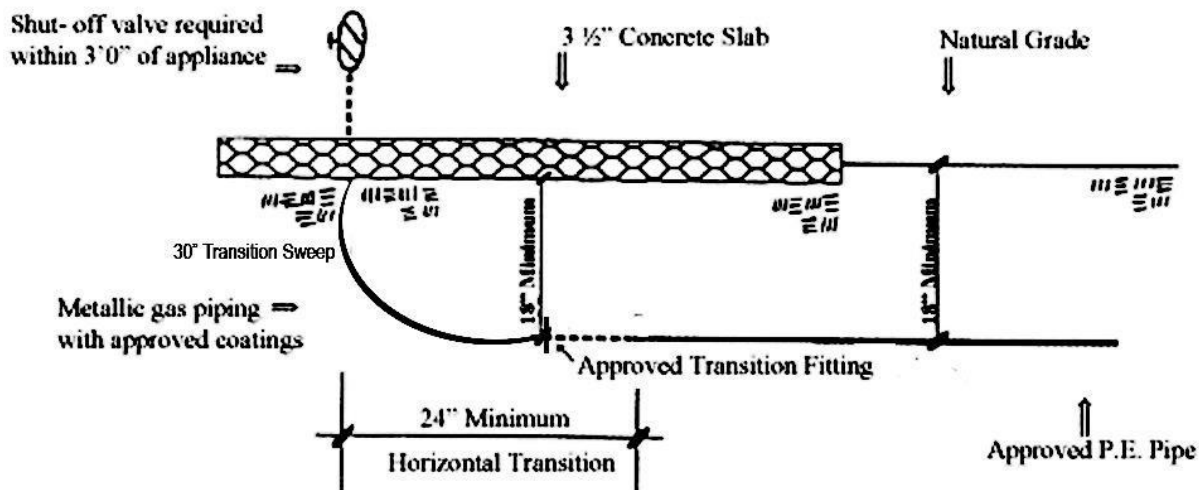 Shut- off valve required
within 3'0" of appliance
3 ½" Concrete Slab
Natural Grade
30" Transition Sweep
18" Minimum
18" Minimum
Metallic gas piping
with approved coatings
Approved Transition Fitting
24" Minimum
Horizontal Transition
Approved P.E. Pipe